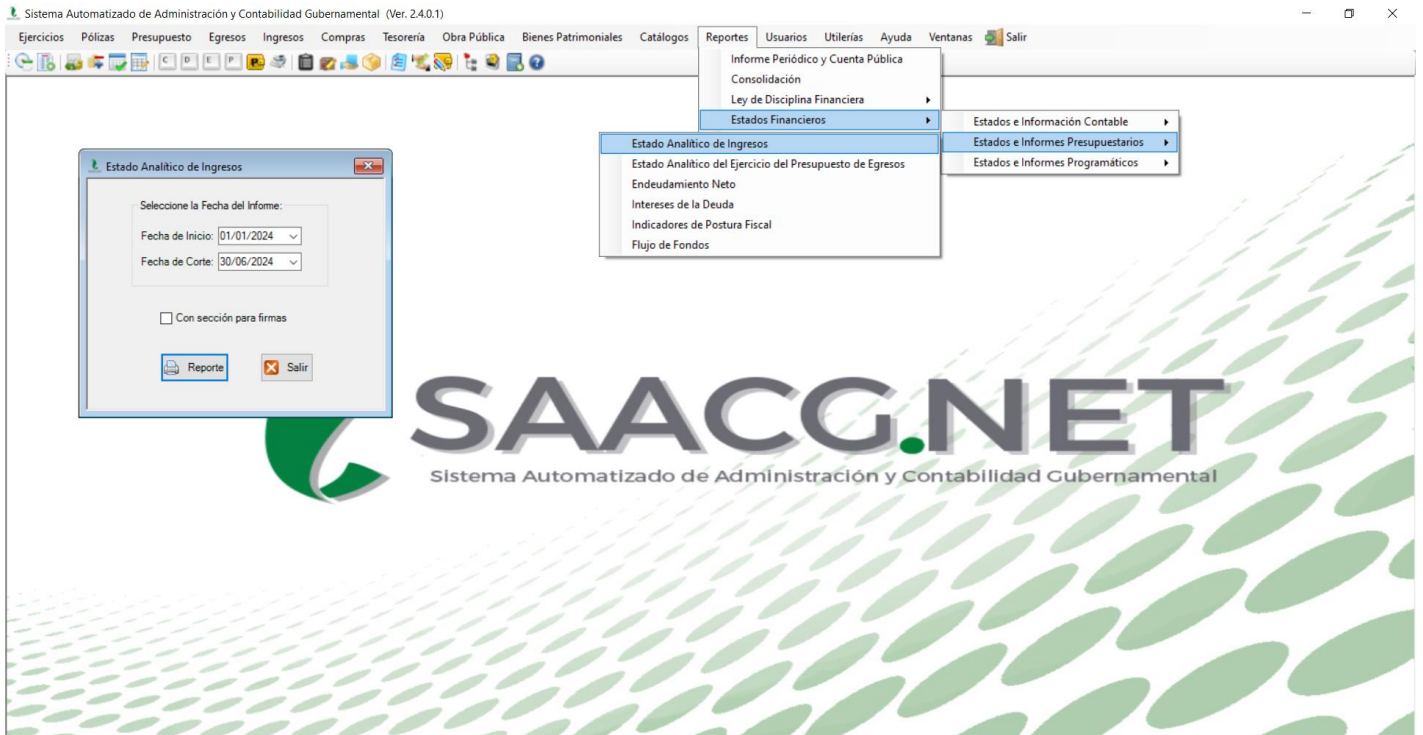 Sistema Automatizado de Administración y Contabilidad Gubernamental (Ver. 2.4.0.1)
Ejercicios Pólizas Presupuesto Egresos Ingresos Compras Tesorería Obra Pública Bienes Patrimoniales Catálogos Reportes Usuarios Utilerías Ayuda Ventanas Salir
C D E P P
Informe Periódico y Cuenta Pública
Consolidación
Ley de Disciplina Financiera
Estados Financieros
Estados e Información Contable
Estados e Informes Presupuestarios
Estados e Informes Programáticos
Estado Analítico de Ingresos
Estado Analítico del Ejercicio del Presupuesto de Egresos
Endeudamiento Neto
Intereses de la Deuda
Indicadores de Postura Fiscal
Flujo de Fondos
Estado Analítico de Ingresos
Seleccione la Fecha del Informe:
Fecha de Inicio: 01/01/2024
Fecha de Corte: 30/06/2024
Con sección para firmas
Reporte Salir
SAACG.NET
Sistema Automatizado de Administración y Contabilidad Gubernamental